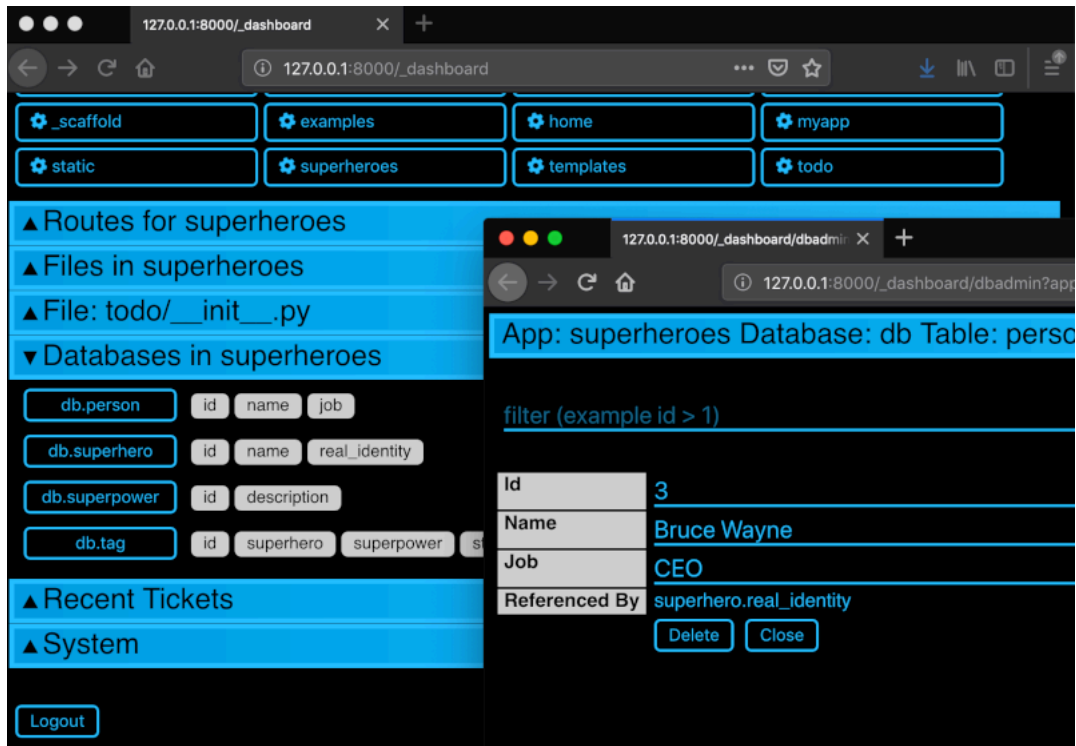 127.0.0.1:8000/_dashboard
127.0.0.1:8000/_dashboard
_scaffold
examples
home
myapp
static
superheroes
templates
todo
▲Routes for superheroes
▲Files in superheroes
▲File: todo/__init__.py
▼Databases in superheroes
db.person id name job
db.superhero id name real_identity
db.superpower id description
db.tag id superhero superpower
▲Recent Tickets
▲System
Logout
127.0.0.1:8000/_dashboard/dbadmin
127.0.0.1:8000/_dashboard/dbadmin?app
App: superheroes Database: db Table: perso
filter (example id > 1)
Id 3
Name Bruce Wayne
Job CEO
Referenced By superhero.real_identity
Delete Close